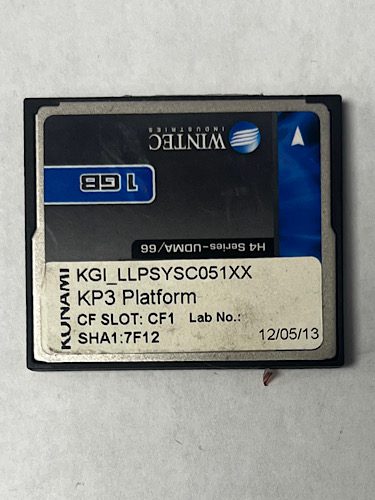 WINTEC
INDUSTRIES
1 GB
H4 Series-UDMA/66
KONAMI
KGI_LLPSYSC051XX
KP3 Platform
CF SLOT: CF1 Lab No.:
SHA1:7F12
12/05/13